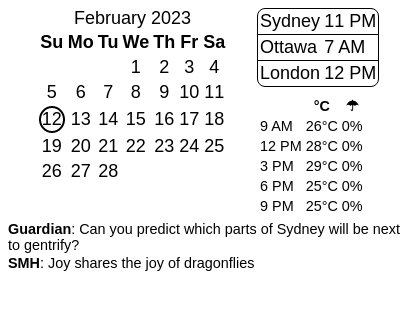 February 2023
Su Mo Tu We Th Fr Sa
1 2 3 4
5 6 7 8 9 10 11
12 13 14 15 16 17 18
19 20 21 22 23 24 25
26 27 28
Sydney 11 PM
Ottawa 7 AM
London 12 PM
°C ☂
9 AM 26°C 0%
12 PM 28°C 0%
3 PM 29°C 0%
6 PM 25°C 0%
9 PM 25°C 0%
Guardian: Can you predict which parts of Sydney will be next
to gentrify?
SMH: Joy shares the joy of dragonflies